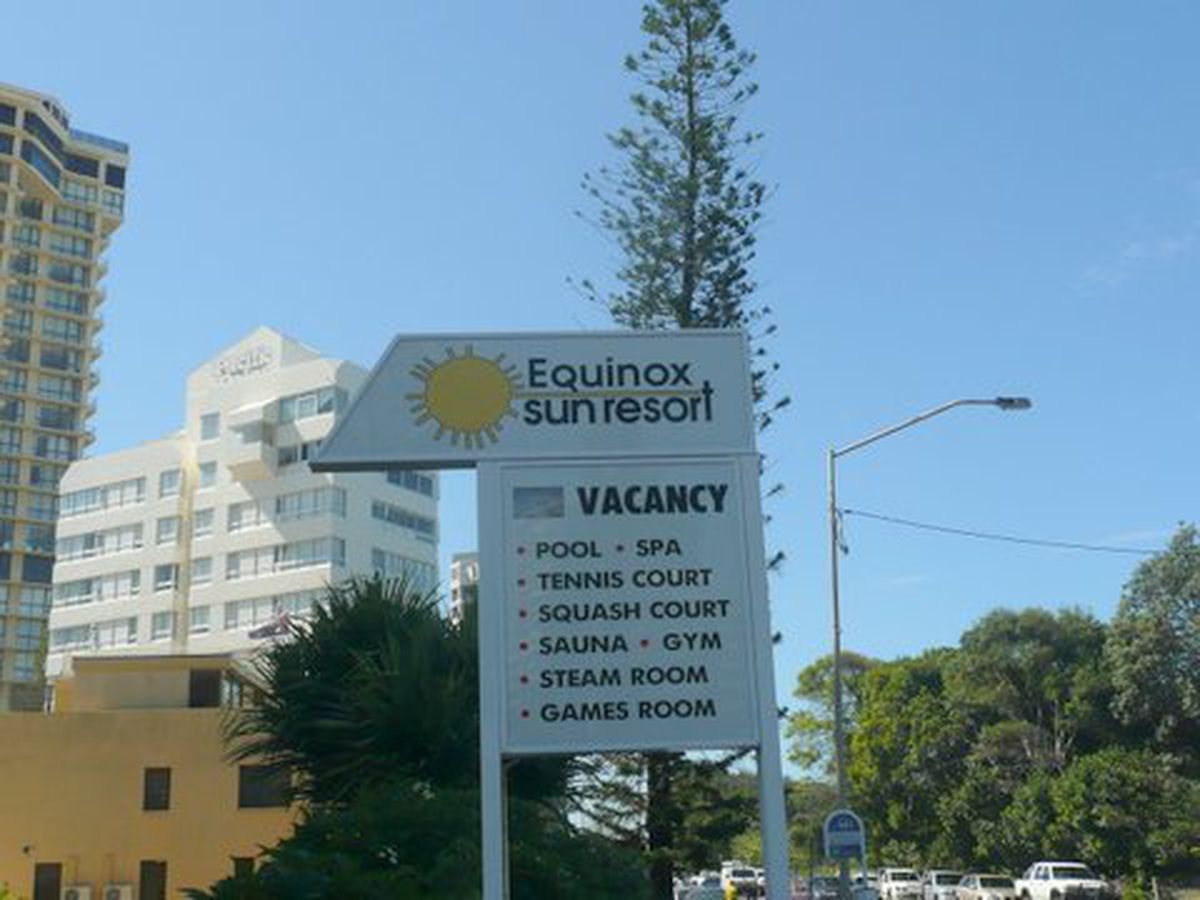 Equinox
sun resort
VACANCY
• POOL • SPA
• TENNIS COURT
• SQUASH COURT
• SAUNA • GYM
• STEAM ROOM
• GAMES ROOM